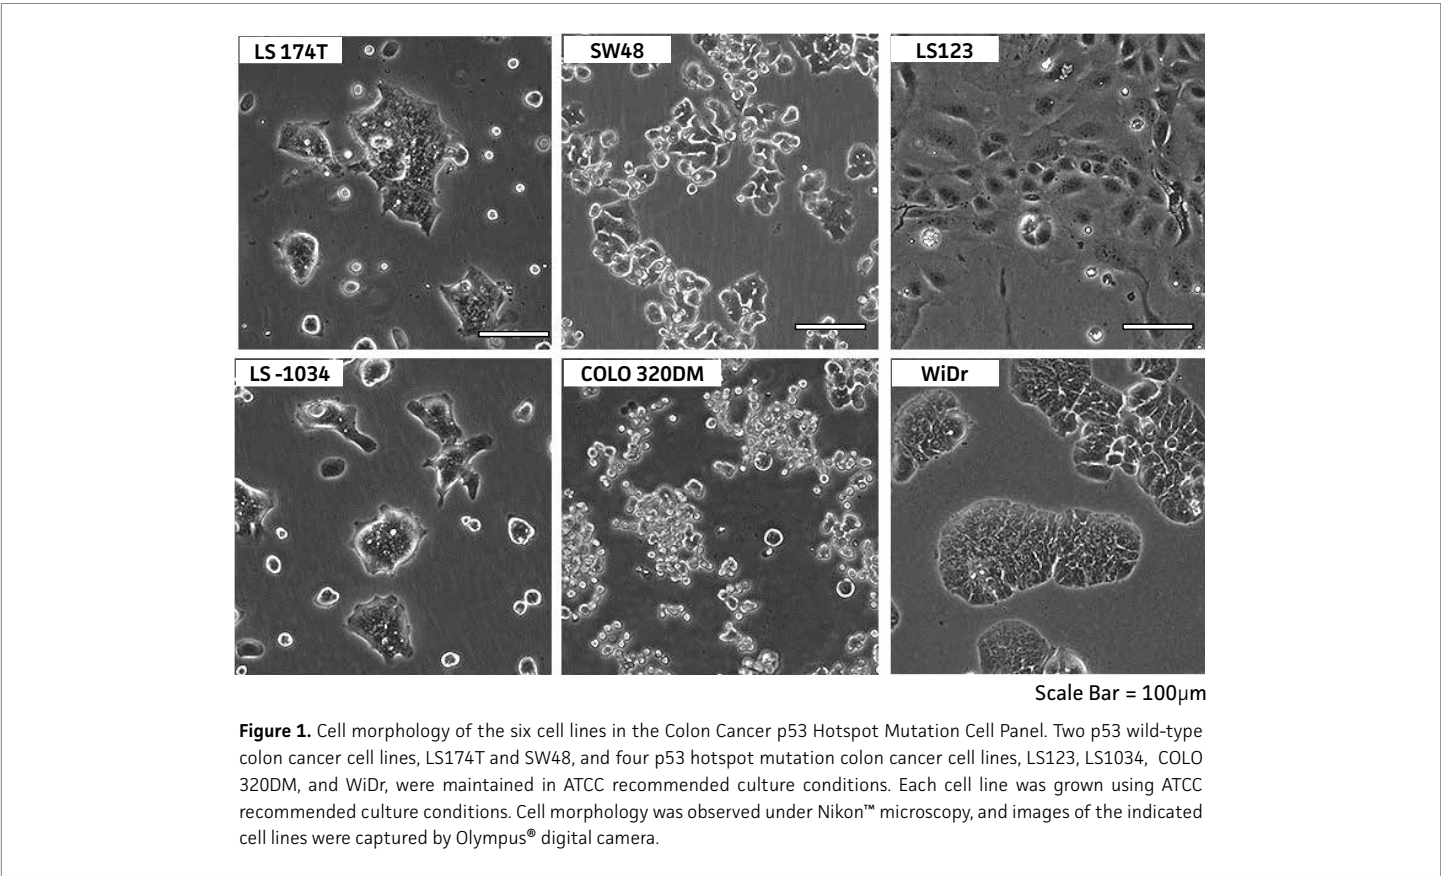 LS 174T
SW48
LS123
LS -1034
COLO 320DM
WiDr
Scale Bar = 100μm
Figure 1. Cell morphology of the six cell lines in the Colon Cancer p53 Hotspot Mutation Cell Panel. Two p53 wild-type
colon cancer cell lines, LS174T and SW48, and four p53 hotspot mutation colon cancer cell lines, LS123, LS1034, COLO
320DM, and WiDr, were maintained in ATCC recommended culture conditions. Each cell line was grown using ATCC
recommended culture conditions. Cell morphology was observed under Nikon™ microscopy, and images of the indicated
cell lines were captured by Olympus® digital camera.